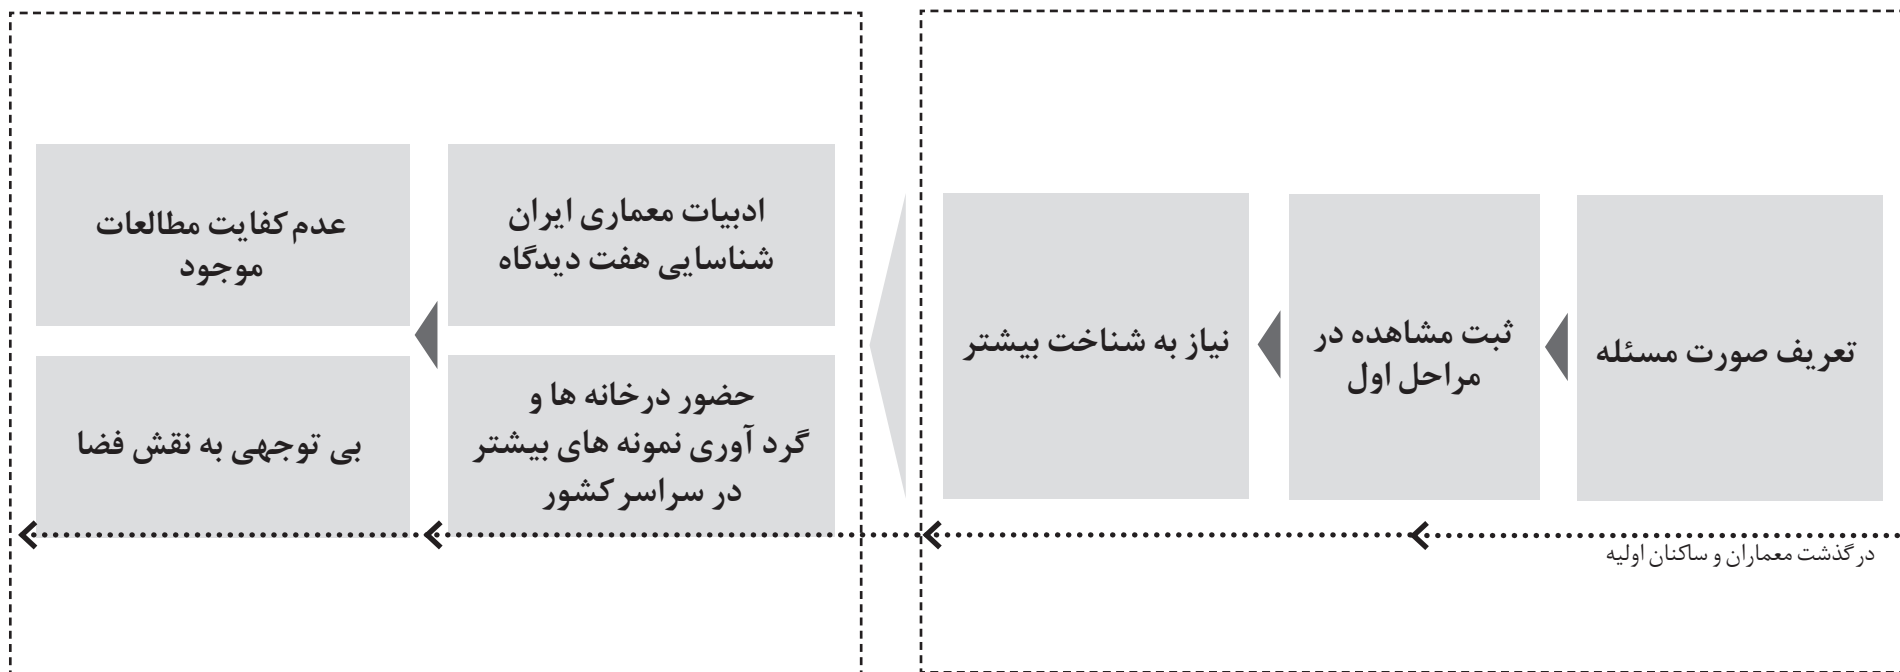 تعریف صورت مسئله
ثبت مشاهده در
مراحل اول
نیاز به شناخت بیشتر
ادبیات معماری ایران
شناسایی هفت دیدگاه
حضور درخانه ها و
گرد آوری نمونه های بیشتر
در سراسر کشور
عدم کفایت مطالعات
موجود
بی توجهی به نقش فضا
درگذشت معماران و ساکنان اولیه